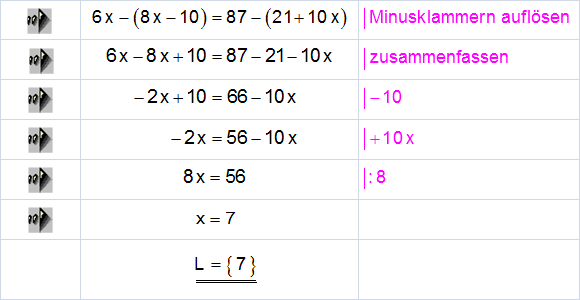 6x−(8x−10)=87−(21+10x) |Minusklammern auflösen
6x−8x+10=87−21−10x |zusammenfassen
−2x+10=66−10x |−10
−2x=56−10x |+10x
8x=56 |:8
x=7
L={7}